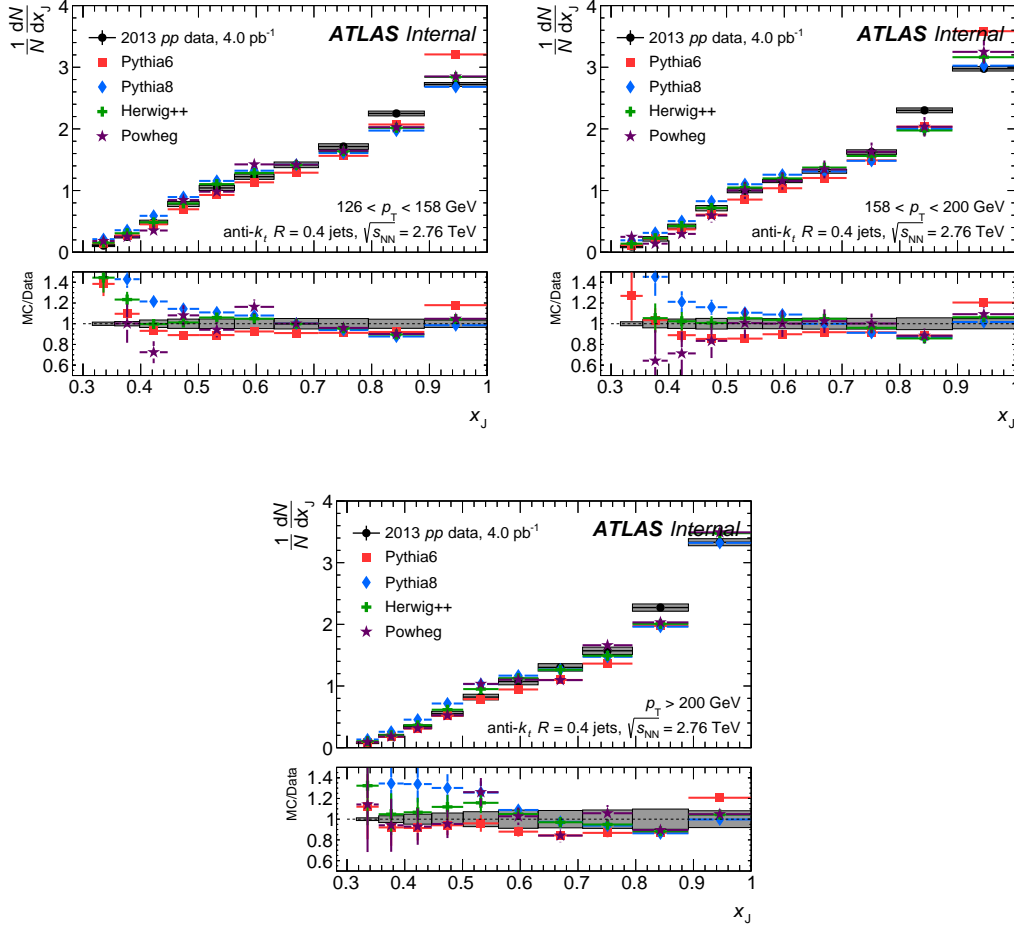 1/N dN/dx_J
ATLAS Internal
2013 pp data, 4.0 pb⁻¹
Pythia6
Pythia8
Herwig++
Powheg
126 < p_T < 158 GeV
anti-k_t R = 0.4 jets, √s_NN = 2.76 TeV
4
3
2
1
0
MC/Data
1.4
1.2
1
0.8
0.6
0.3 0.4 0.5 0.6 0.7 0.8 0.9 1
x_J
1/N dN/dx_J
ATLAS Internal
2013 pp data, 4.0 pb⁻¹
Pythia6
Pythia8
Herwig++
Powheg
158 < p_T < 200 GeV
anti-k_t R = 0.4 jets, √s_NN = 2.76 TeV
4
3
2
1
0
MC/Data
1.4
1.2
1
0.8
0.6
0.3 0.4 0.5 0.6 0.7 0.8 0.9 1
x_J
1/N dN/dx_J
ATLAS Internal
2013 pp data, 4.0 pb⁻¹
Pythia6
Pythia8
Herwig++
Powheg
p_T > 200 GeV
anti-k_t R = 0.4 jets, √s_NN = 2.76 TeV
4
3
2
1
0
MC/Data
1.4
1.2
1
0.8
0.6
0.3 0.4 0.5 0.6 0.7 0.8 0.9 1
x_J